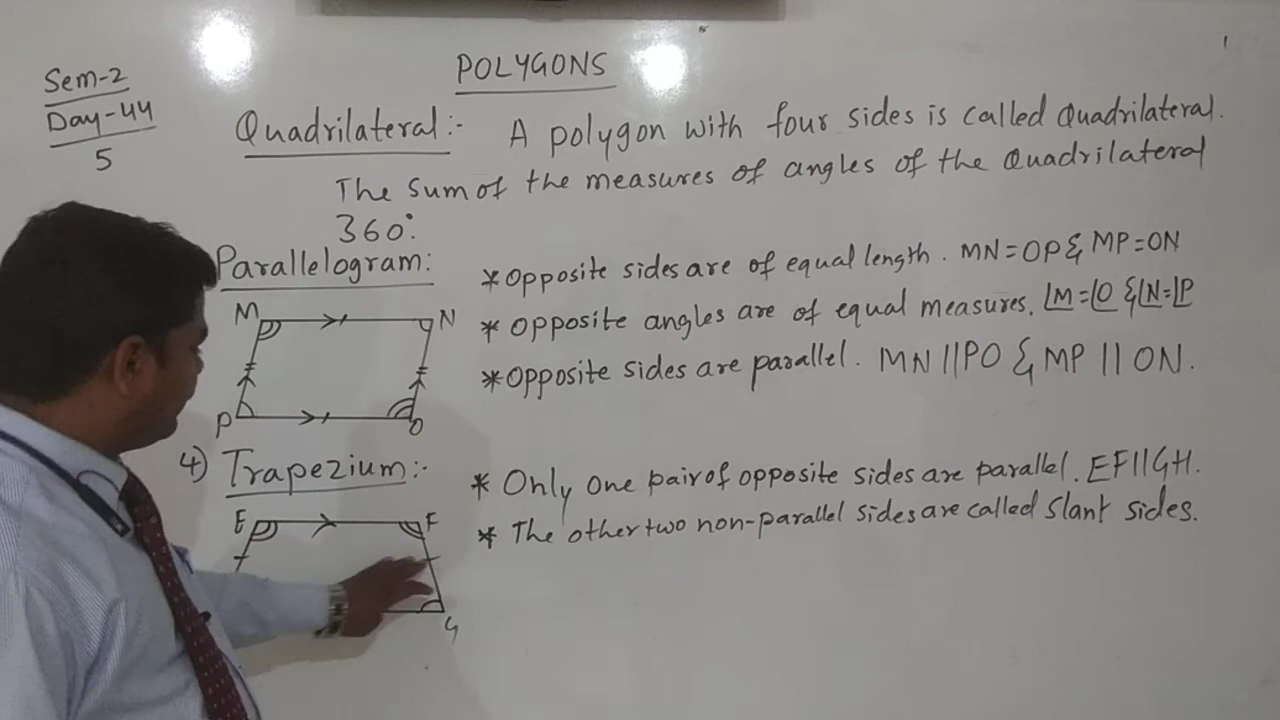 Sem-2
Day-44
5
POLYGONS
Quadrilateral:- A polygon with four sides is called Quadrilateral.
The sum of the measures of angles of the Quadrilateral
360°.
Parallelogram:
M N
P O
* Opposite sides are of equal length. MN=OP & MP=ON
* Opposite angles are of equal measures. ∠M=∠O & ∠N=∠P
* Opposite sides are parallel. MN||PO & MP||ON.
4) Trapezium:-
E F
G
* Only one pair of opposite sides are parallel. EF||GH.
* The other two non-parallel sides are called Slant sides.